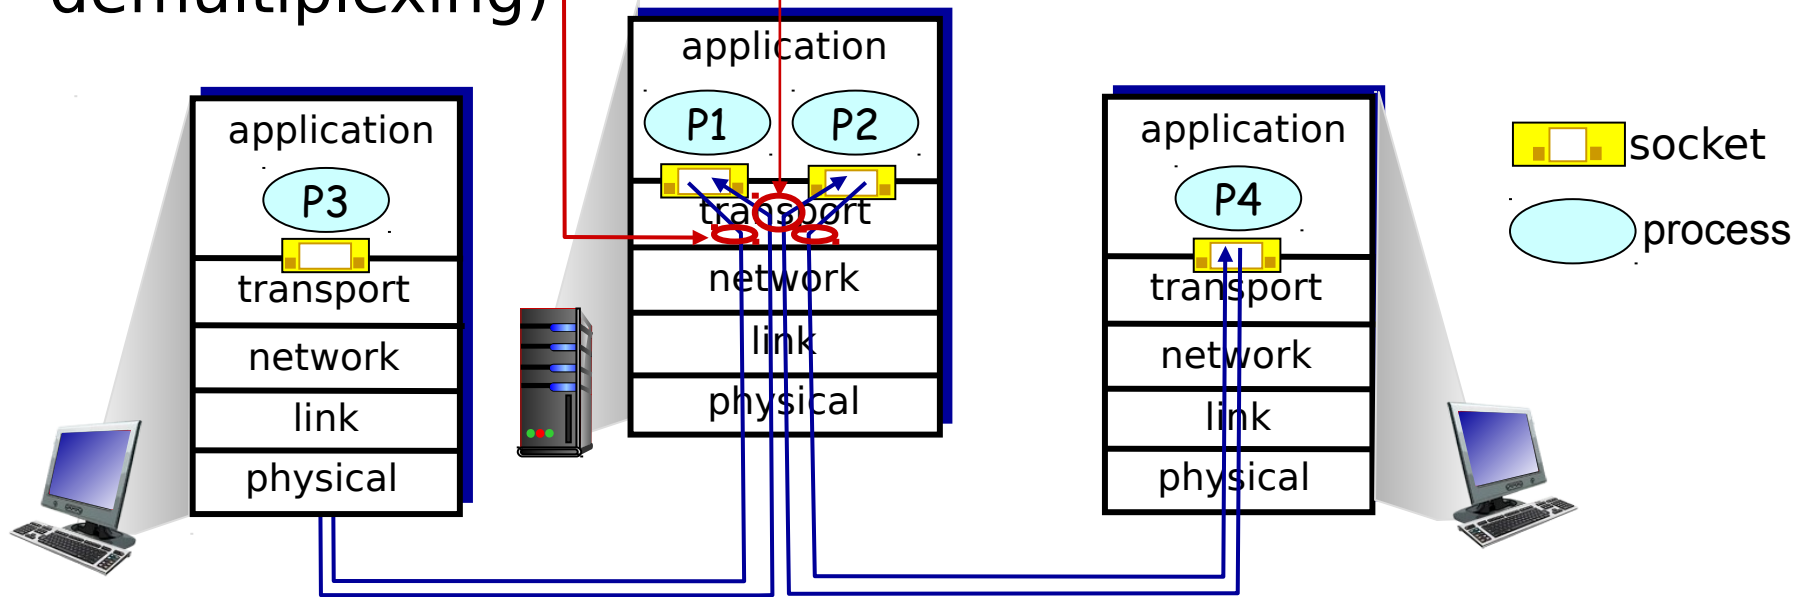 demultiplexing)
application
P1
P2
transport
network
link
physical
application
P3
transport
network
link
physical
application
P4
transport
network
link
physical
socket
process